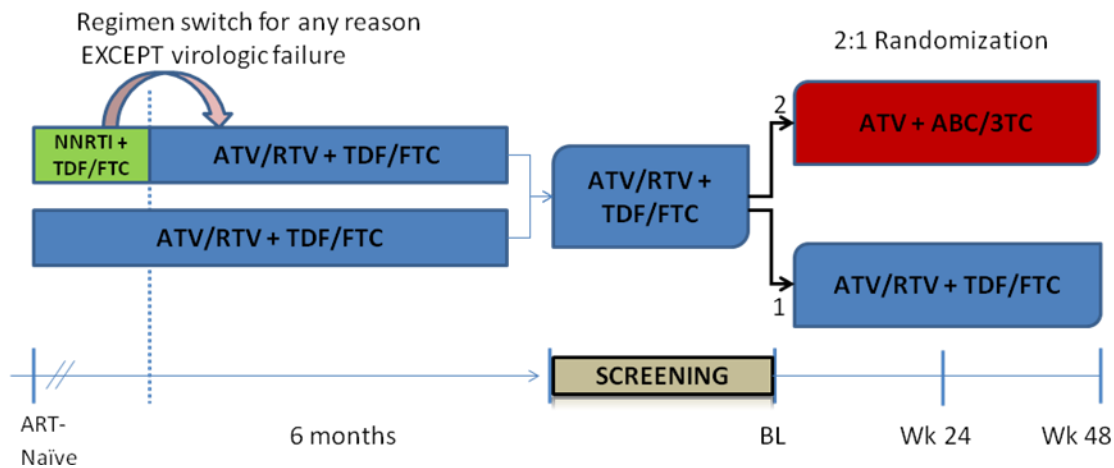 Regimen switch for any reason
EXCEPT virologic failure
2:1 Randomization
NNRTI +
TDF/FTC
ATV/RTV + TDF/FTC
ATV/RTV + TDF/FTC
ATV/RTV +
TDF/FTC
2
ATV + ABC/3TC
1
ATV/RTV + TDF/FTC
SCREENING
ART-
Naïve
6 months
BL
Wk 24
Wk 48